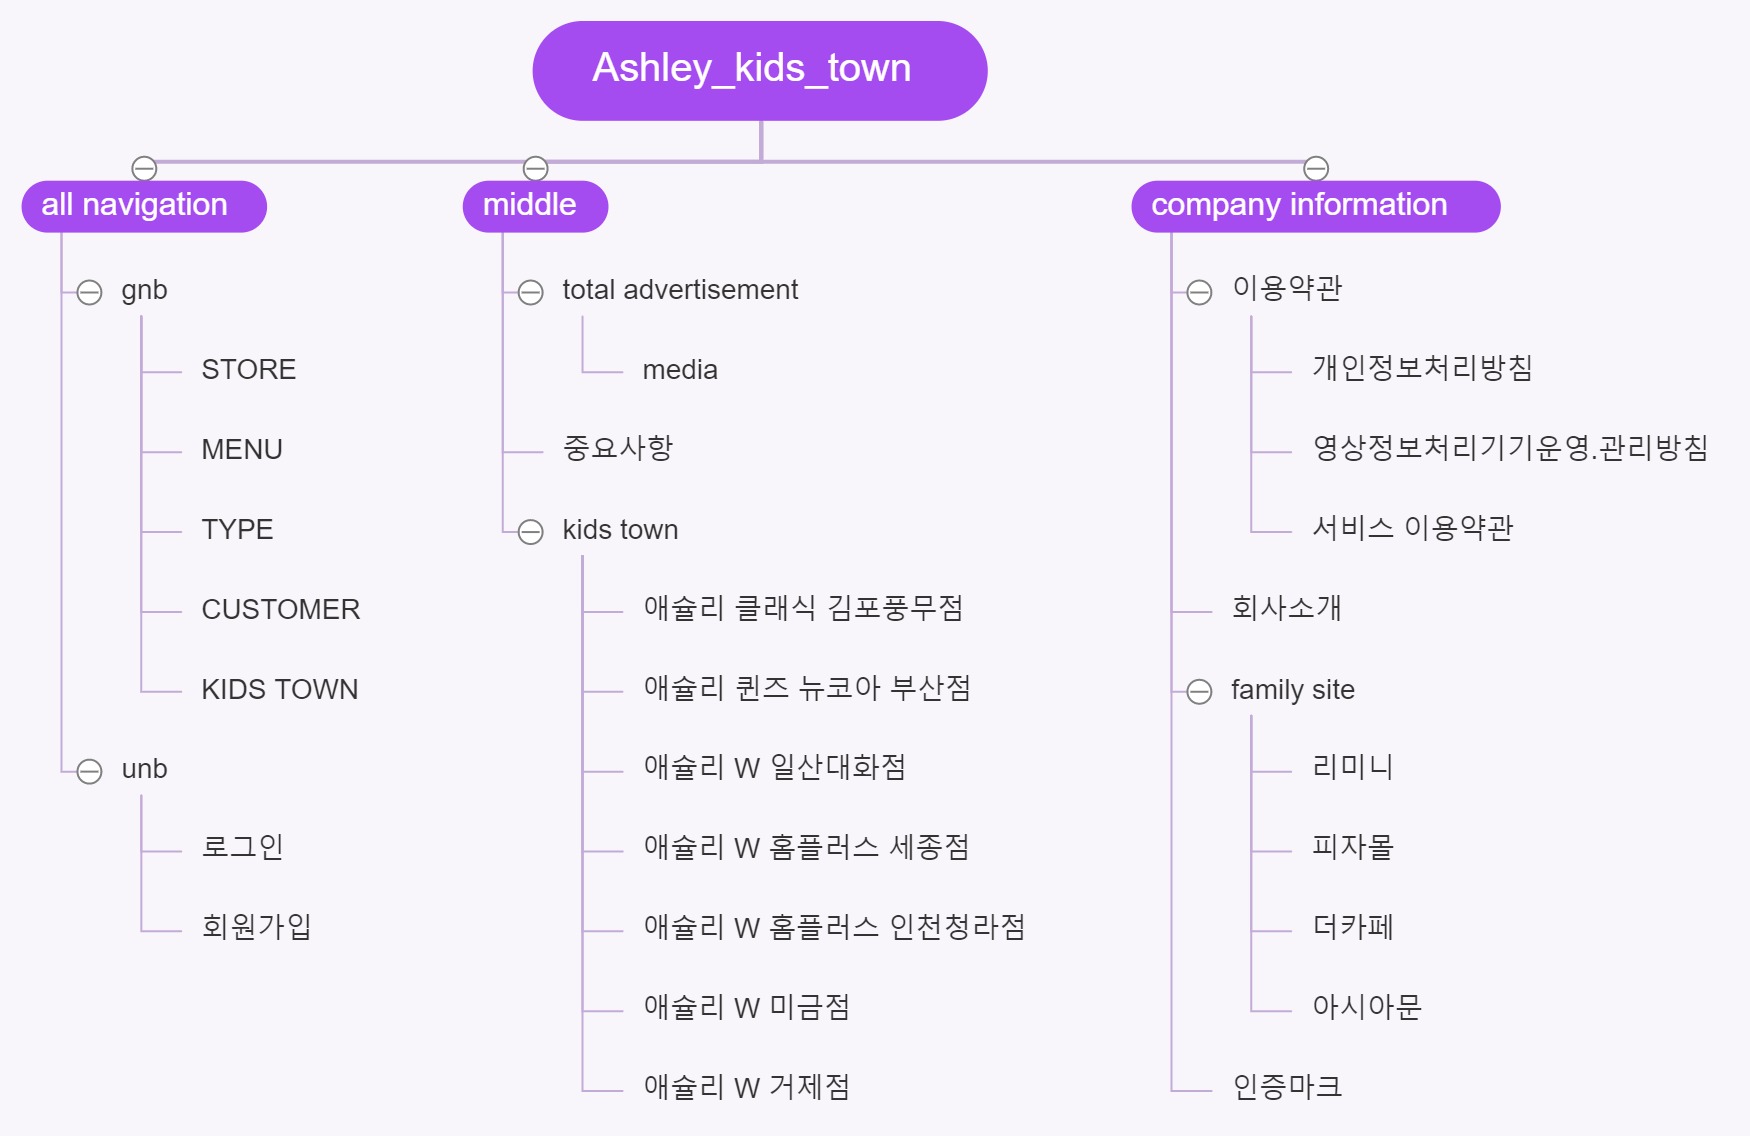 Ashley_kids_town
all navigation
gnb
STORE
MENU
TYPE
CUSTOMER
KIDS TOWN
unb
로그인
회원가입
middle
total advertisement
media
중요사항
kids town
애슐리 클래식 김포풍무점
애슐리 퀸즈 뉴코아 부산점
애슐리 W 일산대화점
애슐리 W 홈플러스 세종점
애슐리 W 홈플러스 인천청라점
애슐리 W 미금점
애슐리 W 거제점
company information
이용약관
개인정보처리방침
영상정보처리기기운영.관리방침
서비스 이용약관
회사소개
family site
리미니
피자몰
더카페
아시아문
인증마크